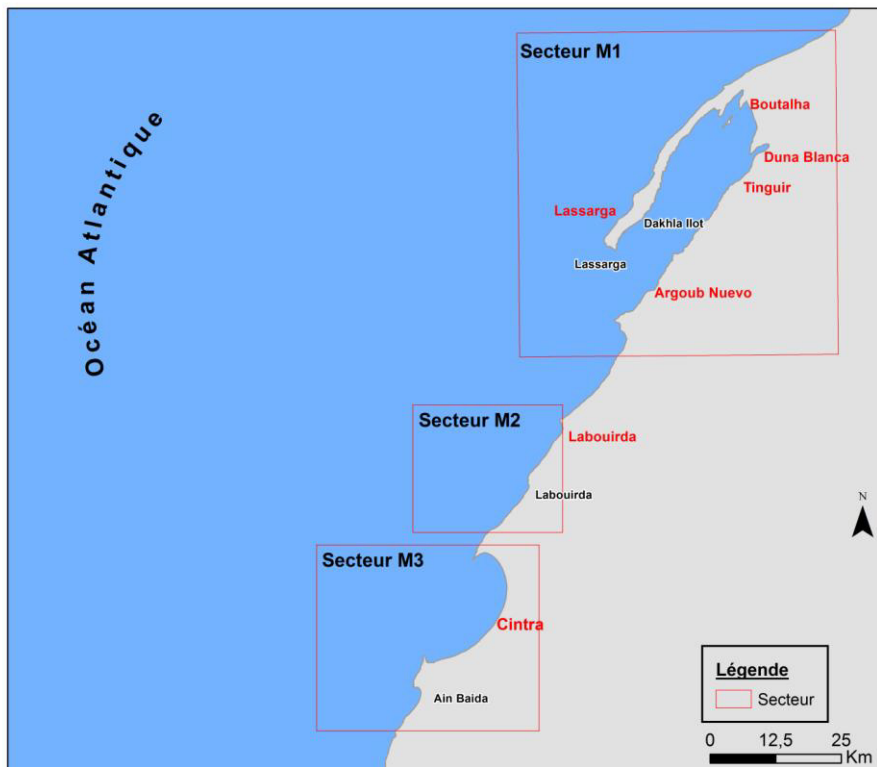 Secteur M1
Boutalha
Océan Atlantique
Duna Blanca
Tinguir
Lassarga
Dakhla Ilot
Lassarga
Argoub Nuevo
Secteur M2
Labouirda
Labouirda
N
Secteur M3
Cintra
Légende
Secteur
Ain Baida
0 12,5 25
Km